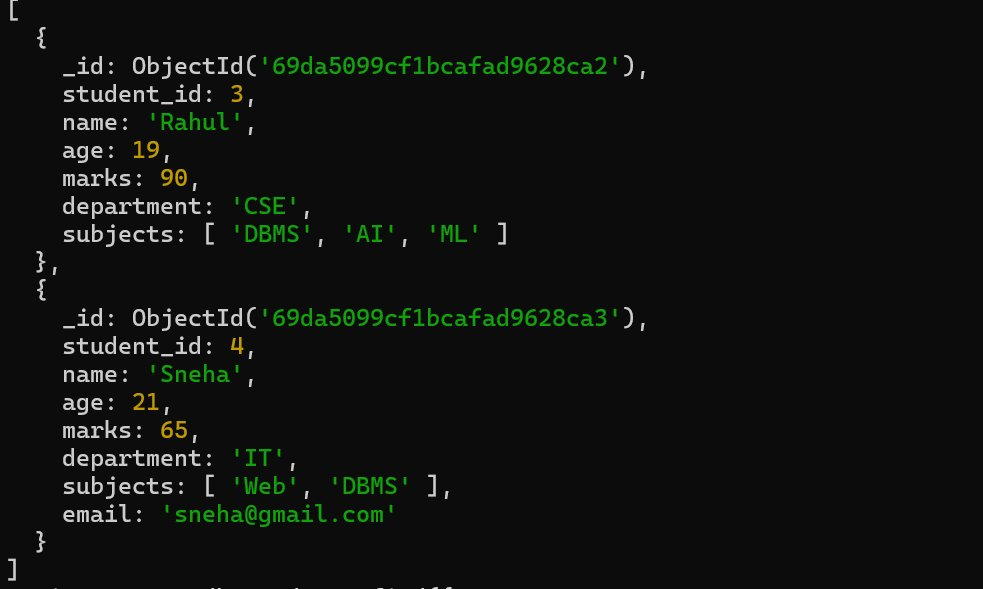 [
  {
    _id: ObjectId('69da5099cf1bcafad9628ca2'),
    student_id: 3,
    name: 'Rahul',
    age: 19,
    marks: 90,
    department: 'CSE',
    subjects: [ 'DBMS', 'AI', 'ML' ]
  },
  {
    _id: ObjectId('69da5099cf1bcafad9628ca3'),
    student_id: 4,
    name: 'Sneha',
    age: 21,
    marks: 65,
    department: 'IT',
    subjects: [ 'Web', 'DBMS' ],
    email: 'sneha@gmail.com'
  }
]